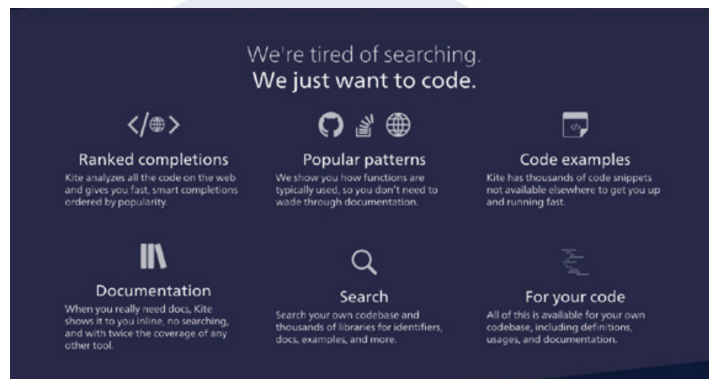 We're tired of searching.
We just want to code.
Ranked completions
Kite analyzes all the code on the web
and gives you fast, smart completions
ordered by popularity.
Popular patterns
We show you how functions are
typically used, so you don't need to
wade through documentation.
Code examples
Kite has thousands of code snippets
not available elsewhere to get you up
and running fast.
Documentation
When you really need docs, Kite
shows it to you inline, no searching,
and with twice the coverage of any
other tool.
Search
Search your own codebase and
thousands of libraries for identifiers,
docs, examples, and more.
For your code
All of this is available for your own
codebase, including definitions,
usages, and documentation.